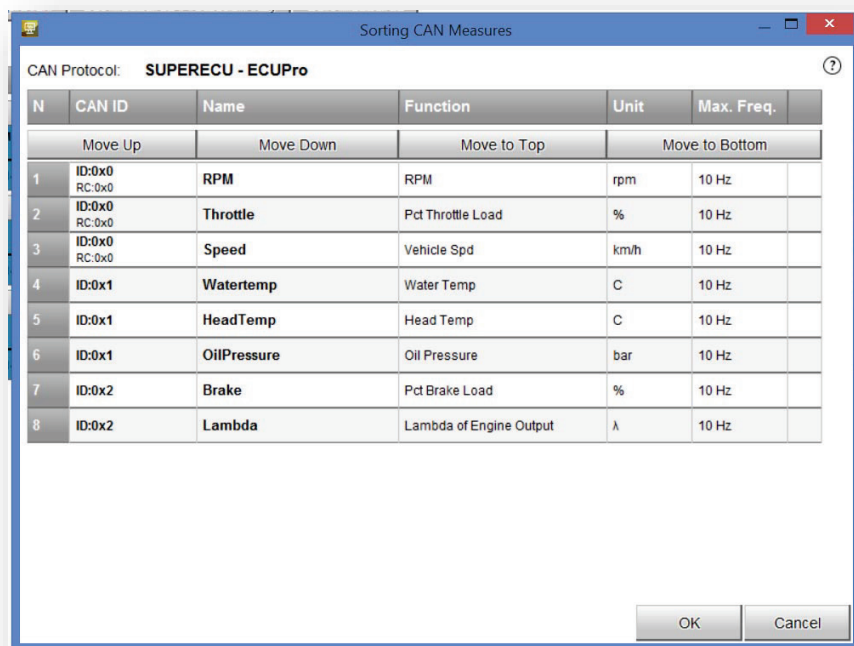 Sorting CAN Measures
CAN Protocol: SUPERECU - ECUPro
N CAN ID Name Function Unit Max. Freq.
Move Up Move Down Move to Top Move to Bottom
1 ID:0x0 RC:0x0 RPM RPM rpm 10 Hz
2 ID:0x0 RC:0x0 Throttle Pct Throttle Load % 10 Hz
3 ID:0x0 RC:0x0 Speed Vehicle Spd km/h 10 Hz
4 ID:0x1 Watertemp Water Temp C 10 Hz
5 ID:0x1 HeadTemp Head Temp C 10 Hz
6 ID:0x1 OilPressure Oil Pressure bar 10 Hz
7 ID:0x2 Brake Pct Brake Load % 10 Hz
8 ID:0x2 Lambda Lambda of Engine Output λ 10 Hz
OK Cancel